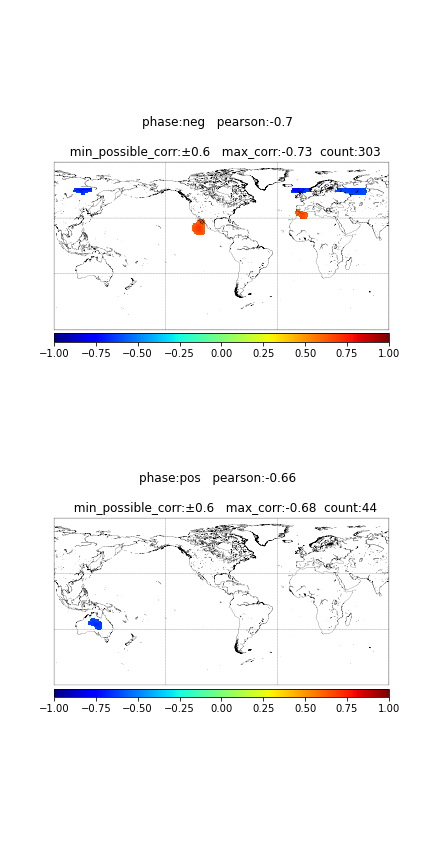 phase:neg   pearson:-0.7
min_possible_corr:±0.6   max_corr:-0.73  count:303
−1.00 −0.75 −0.50 −0.25 0.00 0.25 0.50 0.75 1.00
phase:pos   pearson:-0.66
min_possible_corr:±0.6   max_corr:-0.68  count:44
−1.00 −0.75 −0.50 −0.25 0.00 0.25 0.50 0.75 1.00